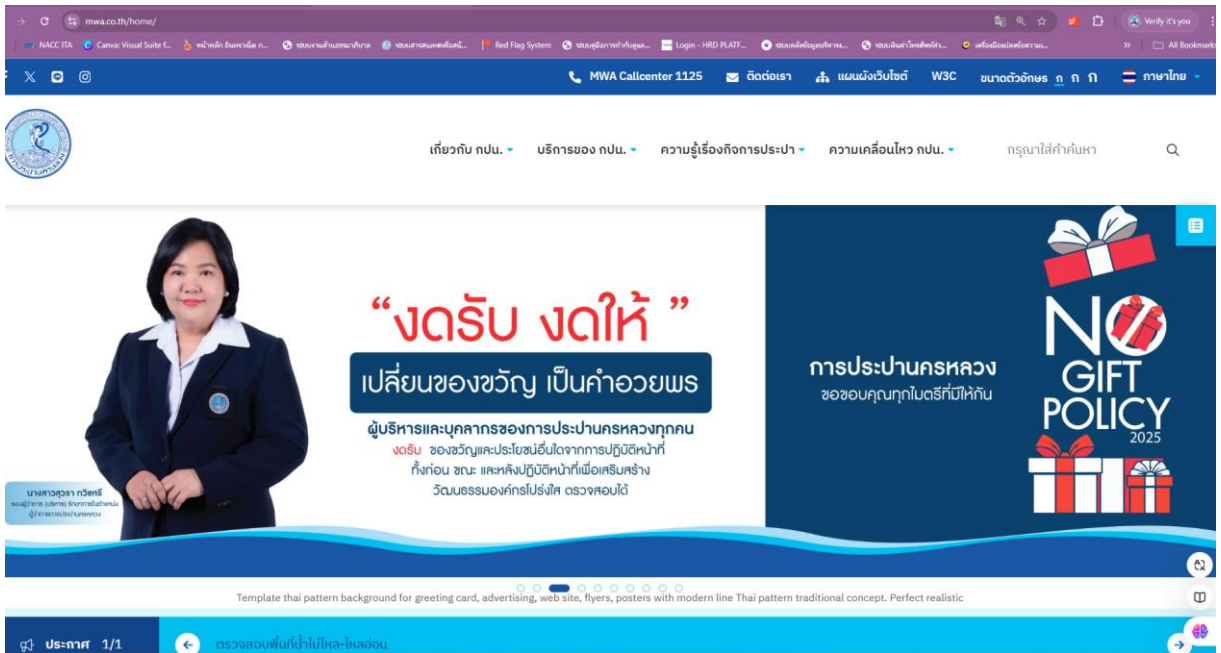 mwa.co.th/home/
Verify it's you
NACC ITA
Canva: Visual Suite f...
Red Flag System
Login - HRD PLATF...
All Bookmarks
MWA Callcenter 1125
ติดต่อเรา
แผนผังเว็บไซต์
W3C
ขนาดตัวอักษร ก ก ก
ภาษาไทย
เกี่ยวกับ กปน.
บริการของ กปน.
ความรู้เรื่องกิจการประปา
ความเคลื่อนไหว กปน.
กรุณาใส่คำค้นหา
“งดรับ งดให้ ”
เปลี่ยนของขวัญ เป็นคำอวยพร
ผู้บริหารและบุคลากรของการประปานครหลวงทุกคน
งดรับ ของขวัญและประโยชน์อื่นใดจากการปฏิบัติหน้าที่
ทั้งก่อน ขณะ และหลังปฏิบัติหน้าที่เพื่อเสริมสร้าง
วัฒนธรรมองค์กรโปร่งใส ตรวจสอบได้
การประปานครหลวง
ขอขอบคุณทุกไมตรีที่มีให้กัน
NO
GIFT
POLICY
2025
Template thai pattern background for greeting card, advertising, web site, flyers, posters with modern line Thai pattern traditional concept. Perfect realistic
ประกาศ 1/1
ตรวจสอบพื้นที่น้ำไม่ไหล-ไหลอ่อน